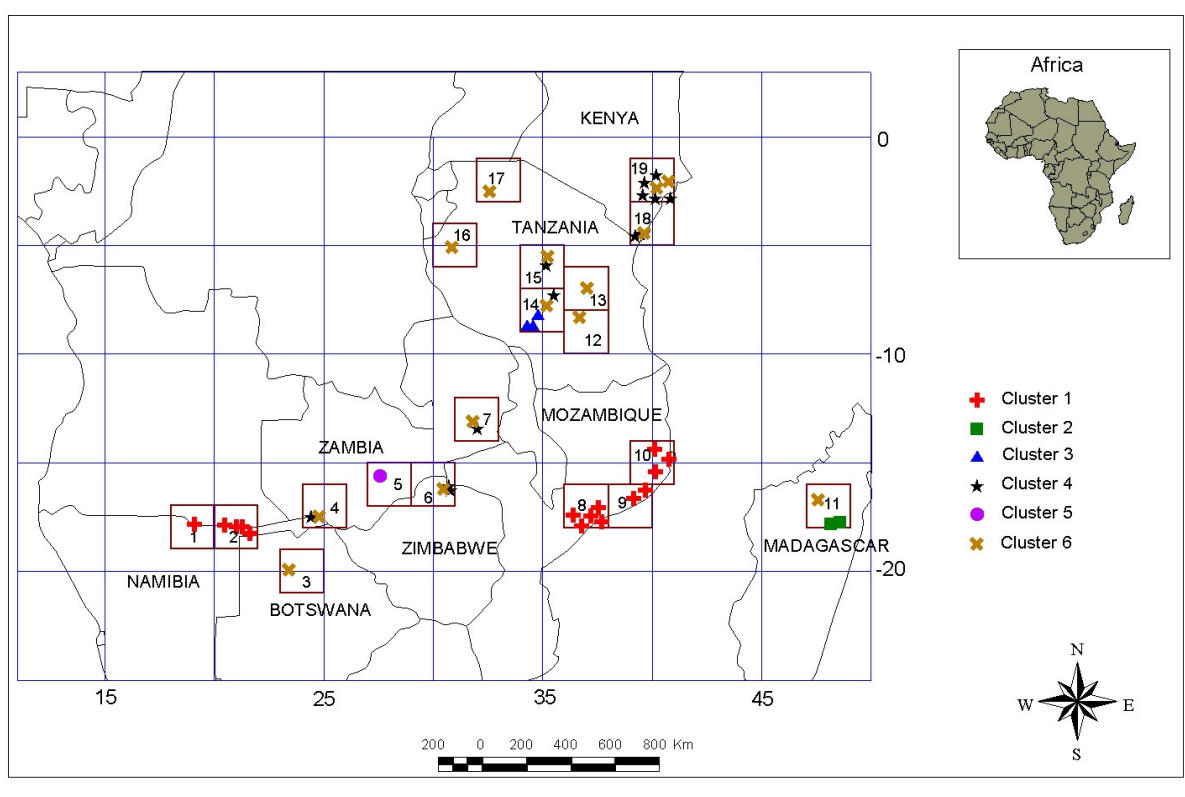 Africa
KENYA
0
19
17
18
TANZANIA
16
15
13
14
12
-10
7
MOZAMBIQUE
ZAMBIA
10
5
6
8
9
11
4
1
2
ZIMBABWE
MADAGASCAR
-20
NAMIBIA
3
BOTSWANA
Cluster 1
Cluster 2
Cluster 3
Cluster 4
Cluster 5
Cluster 6
15
25
35
45
N
W
E
S
200 0 200 400 600 800 Km